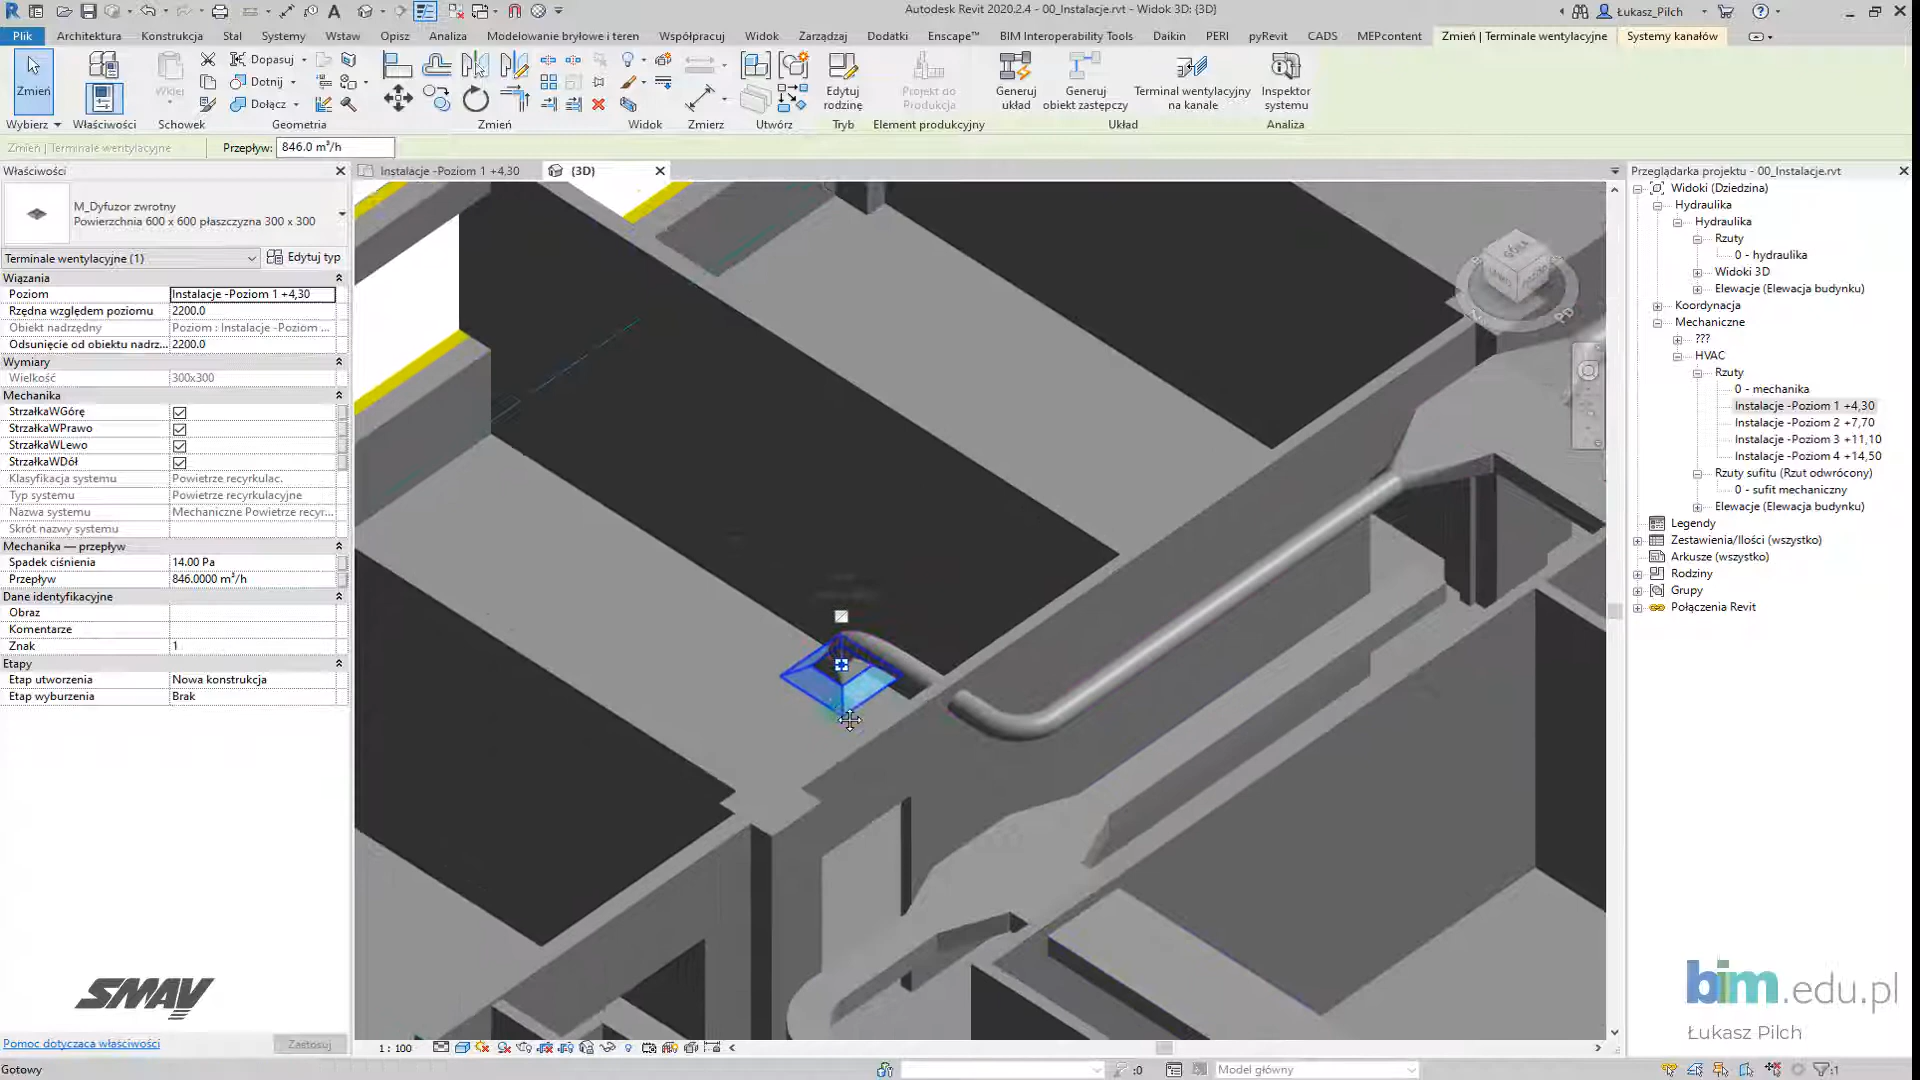 Autodesk Revit 2020.2.4 - 00_Instalacje.rvt - Widok 3D: {3D}
Łukasz_Pilch
Plik
Architektura
Konstrukcja
Stal
Systemy
Wstaw
Opisz
Analiza
Modelowanie bryłowe i teren
Współpracuj
Widok
Zarządzaj
Dodatki
Enscape™
BIM Interoperability Tools
Daikin
PERI
pyRevit
CADS
MEPcontent
Zmień | Terminale wentylacyjne
Systemy kanałów
Zmień
Wklej
Dopasuj
Dotnij
Dołącz
Edytuj rodzinę
Projekt do Produkcja
Generuj układ
Generuj obiekt zastępczy
Terminal wentylacyjny na kanale
Inspektor systemu
Wybierz
Właściwości
Schowek
Geometria
Zmień
Widok
Zmierz
Utwórz
Tryb
Element produkcyjny
Układ
Analiza
Zmień | Terminale wentylacyjne
Przepływ: 846.0 m³/h
Właściwości
Instalacje -Poziom 1 +4,30
{3D}
Przeglądarka projektu - 00_Instalacje.rvt
M_Dyfuzor zwrotny
Powierzchnia 600 x 600 płaszczyzna 300 x 300
Terminale wentylacyjne (1)
Edytuj typ
Wiązania
Poziom Instalacje -Poziom 1 +4,30
Rzędna względem poziomu 2200.0
Obiekt nadrzędny Poziom : Instalacje -Poziom ...
Odsunięcie od obiektu nadrz... 2200.0
Wymiary
Wielkość 300x300
Mechanika
StrzałkaWGórę
StrzałkaWPrawo
StrzałkaWLewo
StrzałkaWDół
Klasyfikacja systemu Powietrze recyrkulac.
Typ systemu Powietrze recyrkulacyjne
Nazwa systemu Mechaniczne Powietrze recyr...
Skrót nazwy systemu
Mechanika — przepływ
Spadek ciśnienia 14.00 Pa
Przepływ 846.0000 m³/h
Dane identyfikacyjne
Obraz
Komentarze
Znak 1
Etapy
Etap utworzenia Nowa konstrukcja
Etap wyburzenia Brak
SMAY
Pomoc dotycząca właściwości
Zastosuj
Gotowy
1 : 100
:0
Model główny
:1
GÓRA
PD
Widoki (Dziedzina)
Hydraulika
Hydraulika
Rzuty
0 - hydraulika
Widoki 3D
Elewacje (Elewacja budynku)
Koordynacja
Mechaniczne
???
HVAC
Rzuty
0 - mechanika
Instalacje -Poziom 1 +4,30
Instalacje -Poziom 2 +7,70
Instalacje -Poziom 3 +11,10
Instalacje -Poziom 4 +14,50
Rzuty sufitu (Rzut odwrócony)
0 - sufit mechaniczny
Elewacje (Elewacja budynku)
Legendy
Zestawienia/Ilości (wszystko)
Arkusze (wszystko)
Rodziny
Grupy
Połączenia Revit
bim.edu.pl
Łukasz Pilch